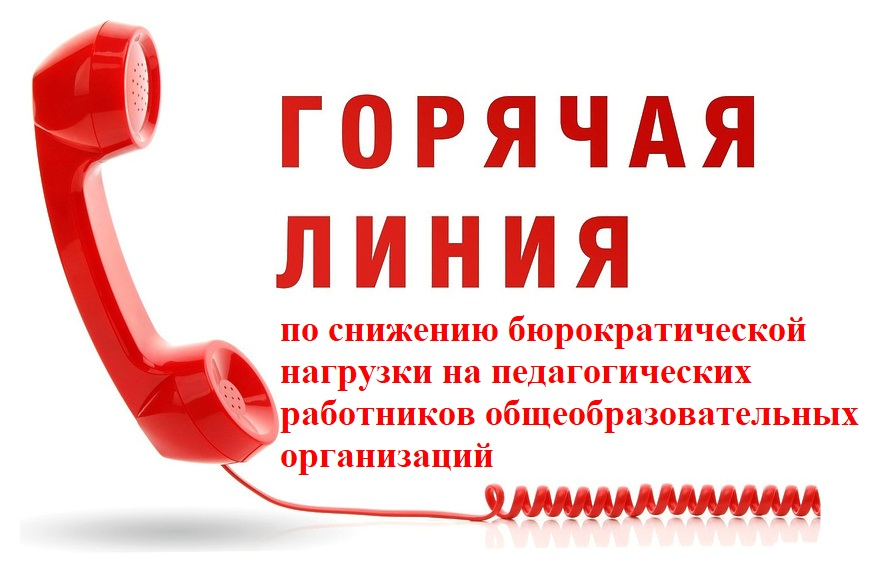 ГОРЯЧАЯ
ЛИНИЯ
по снижению бюрократической
нагрузки на педагогических
работников общеобразовательных
организаций